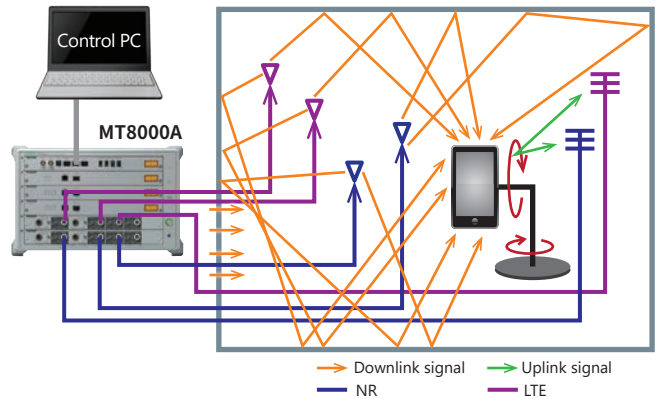 Control PC
MT8000A
Downlink signal
Uplink signal
NR
LTE